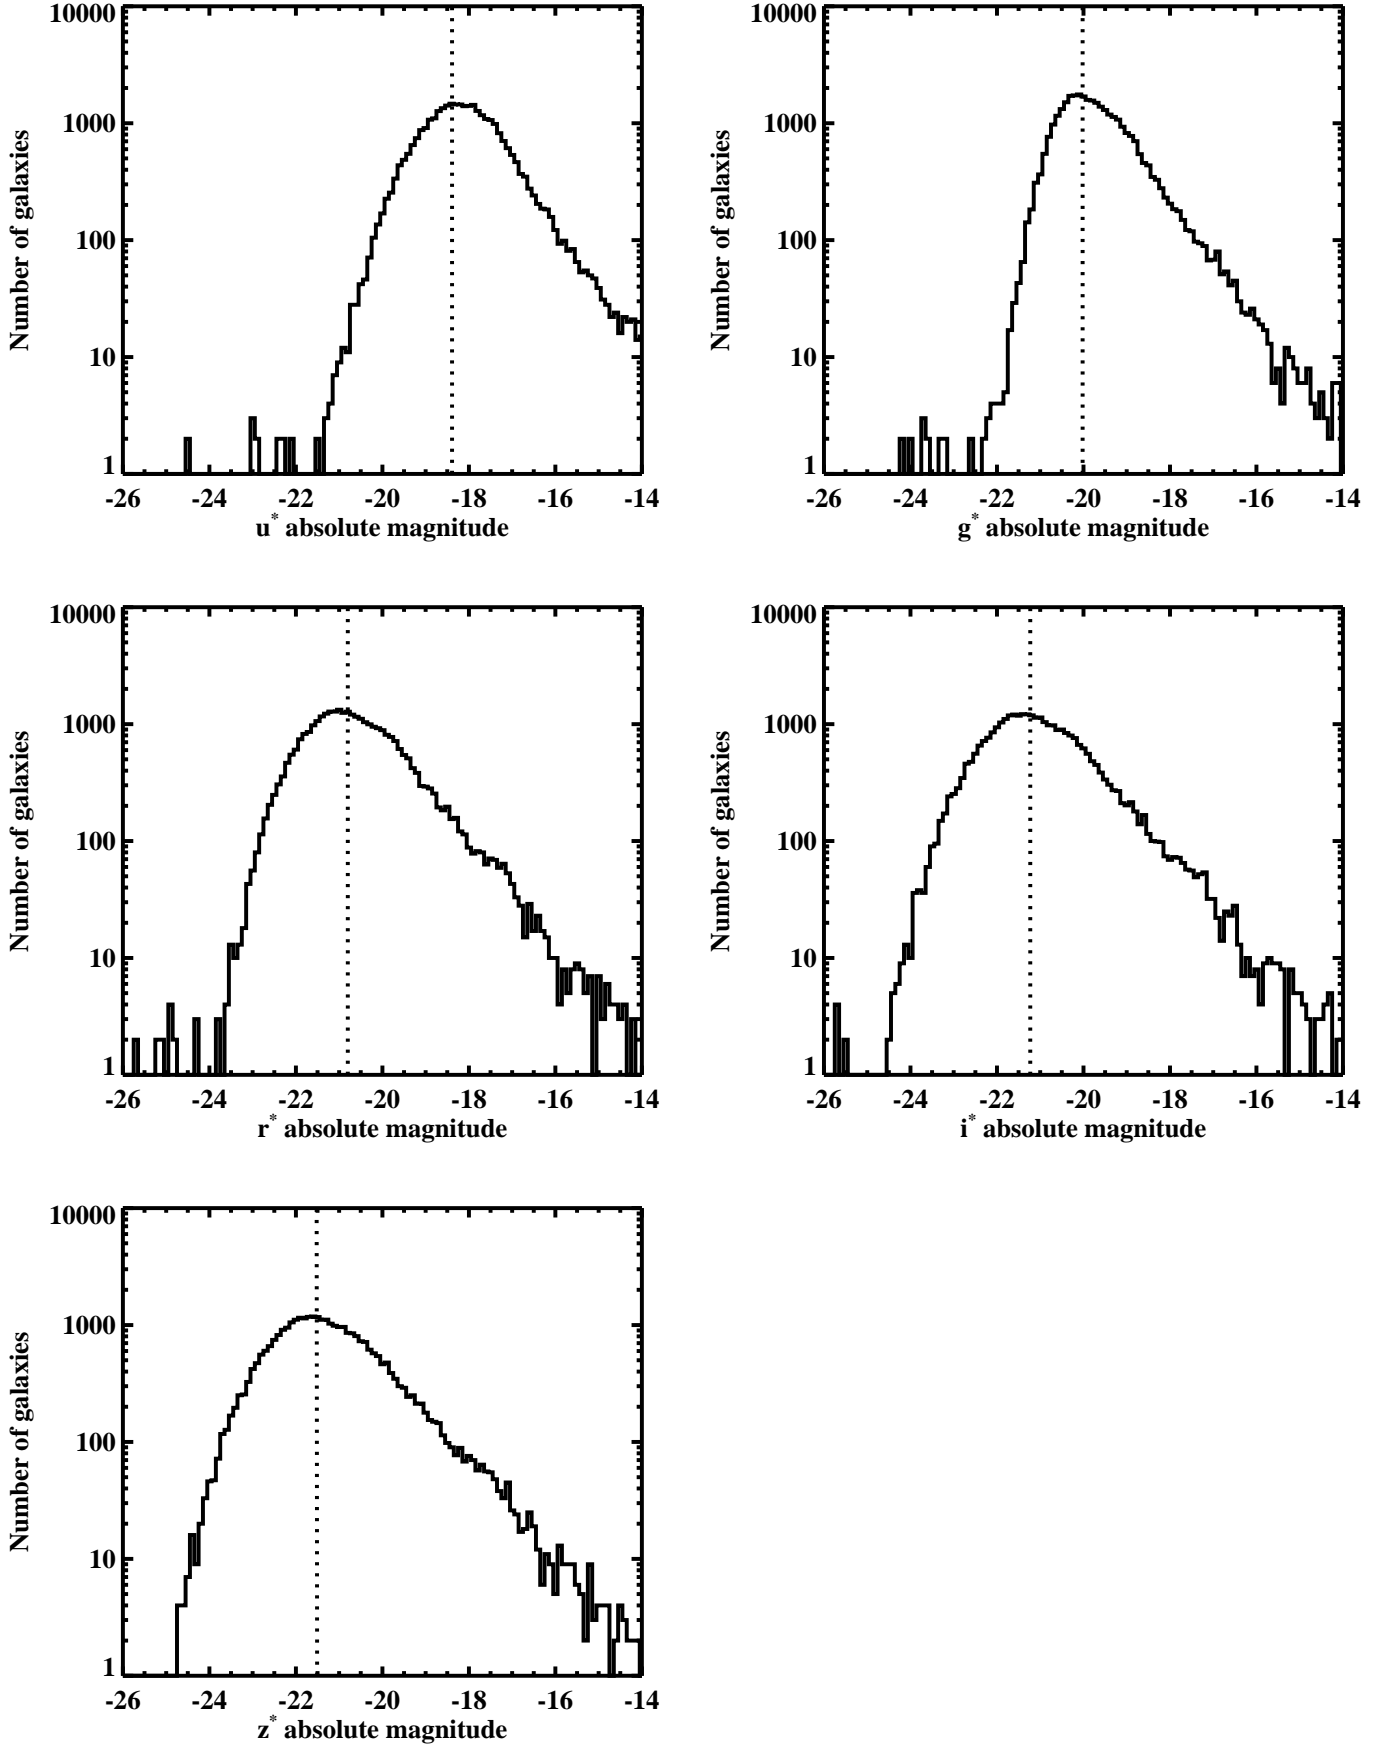 10000
1000
100
10
1
-26 -24 -22 -20 -18 -16 -14
u* absolute magnitude
Number of galaxies
10000
1000
100
10
1
-26 -24 -22 -20 -18 -16 -14
g* absolute magnitude
Number of galaxies
10000
1000
100
10
1
-26 -24 -22 -20 -18 -16 -14
r* absolute magnitude
Number of galaxies
10000
1000
100
10
1
-26 -24 -22 -20 -18 -16 -14
i* absolute magnitude
Number of galaxies
10000
1000
100
10
1
-26 -24 -22 -20 -18 -16 -14
z* absolute magnitude
Number of galaxies